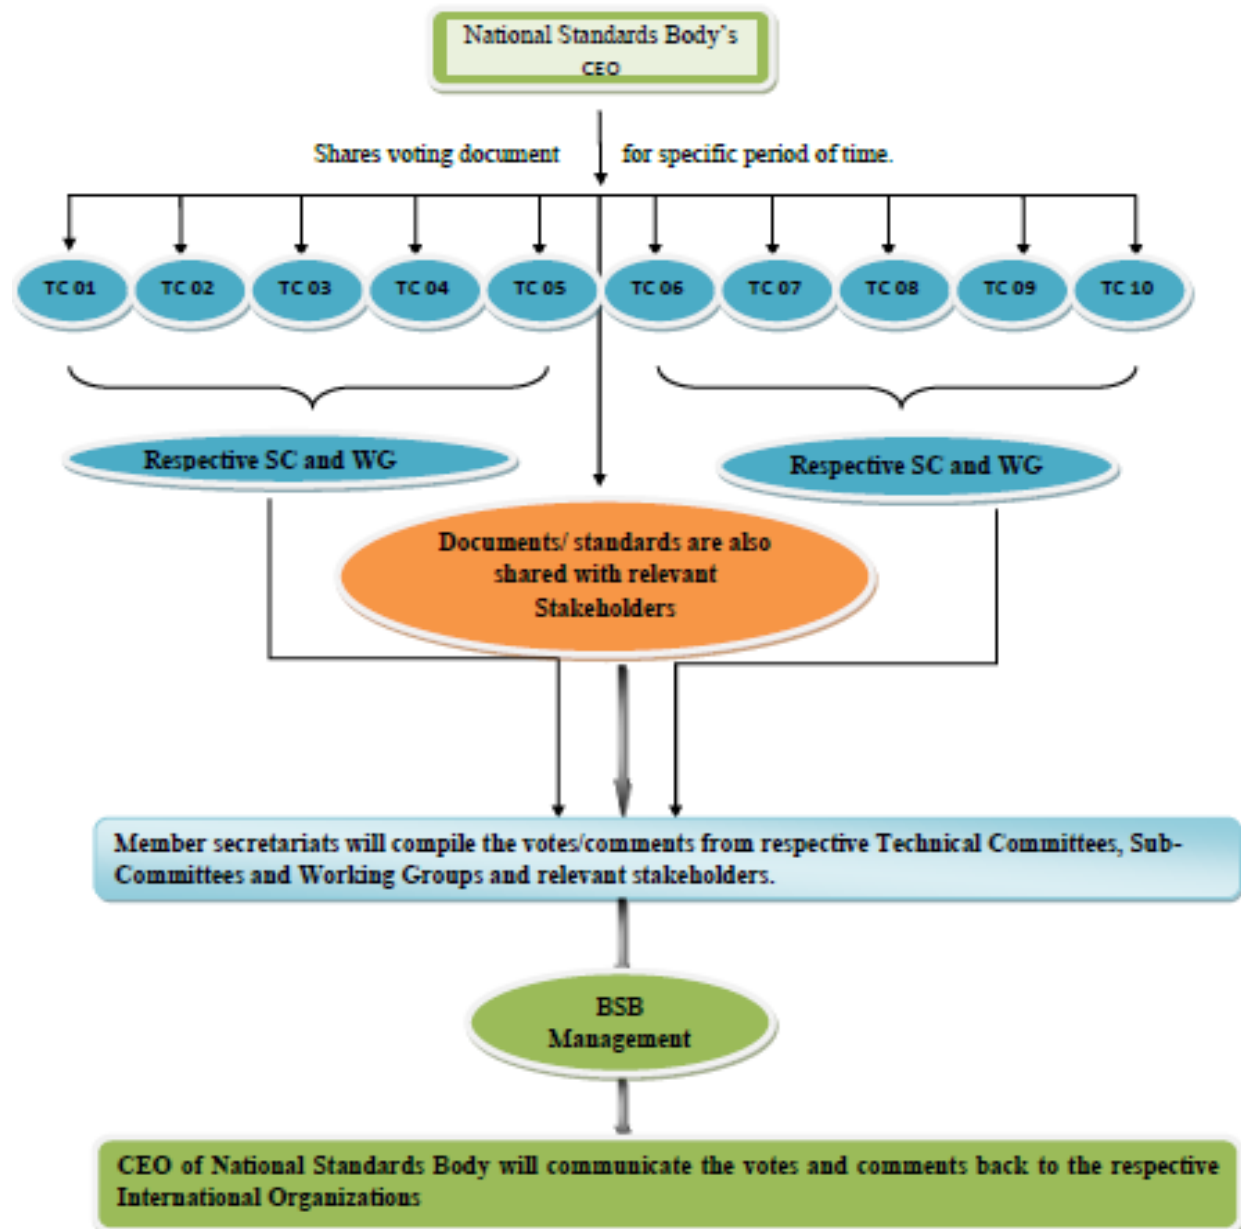 National Standards Body`s
CEO
Shares voting document for specific period of time.
TC 01 TC 02 TC 03 TC 04 TC 05 TC 06 TC 07 TC 08 TC 09 TC 10
Respective SC and WG
Respective SC and WG
Documents/ standards are also
shared with relevant
Stakeholders
Member secretariats will compile the votes/comments from respective Technical Committees, Sub-
Committees and Working Groups and relevant stakeholders.
BSB
Management
CEO of National Standards Body will communicate the votes and comments back to the respective
International Organizations